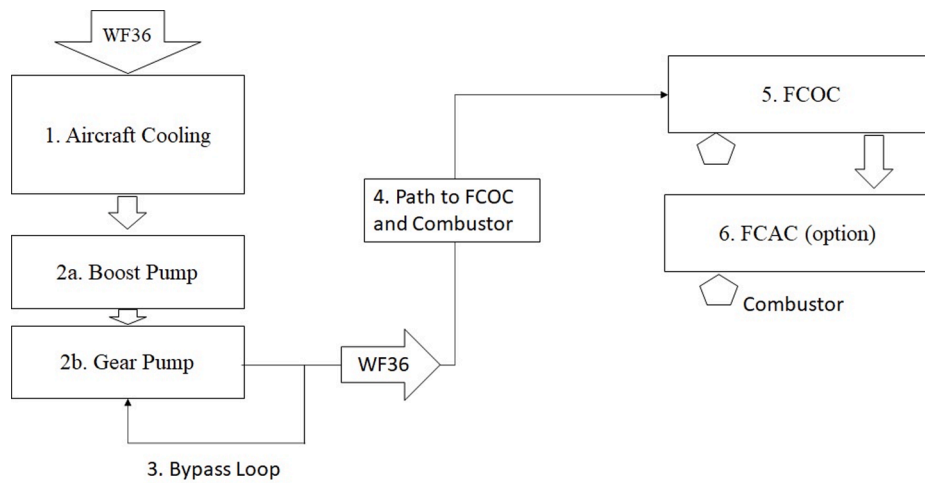 WF36
1. Aircraft Cooling
2a. Boost Pump
2b. Gear Pump
3. Bypass Loop
WF36
4. Path to FCOC
and Combustor
5. FCOC
6. FCAC (option)
Combustor